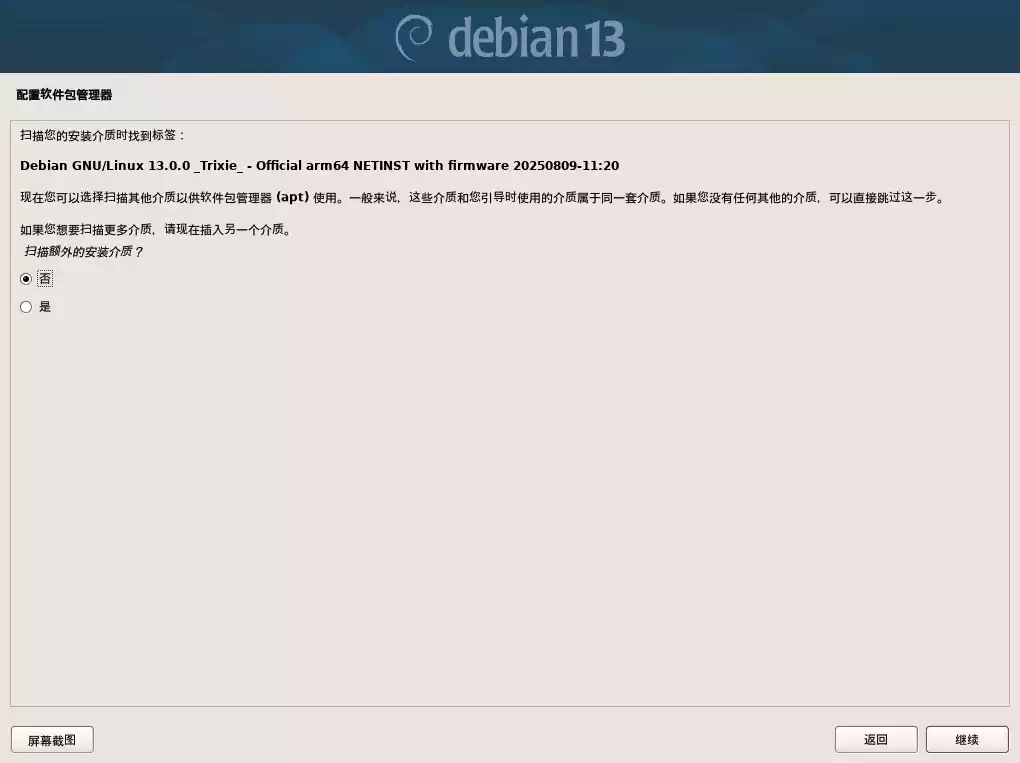 debian 13
配置软件包管理器
扫描您的安装介质时找到标签：
Debian GNU/Linux 13.0.0 _Trixie_ - Official arm64 NETINST with firmware 20250809-11:20
现在您可以选择扫描其他介质以供软件包管理器 (apt) 使用。一般来说，这些介质和您引导时使用的介质属于同一套介质。如果您没有任何其他的介质，可以直接跳过这一步。
如果您想要扫描更多介质，请现在插入另一个介质。
扫描额外的安装介质？
否
是
屏幕截图
返回
继续